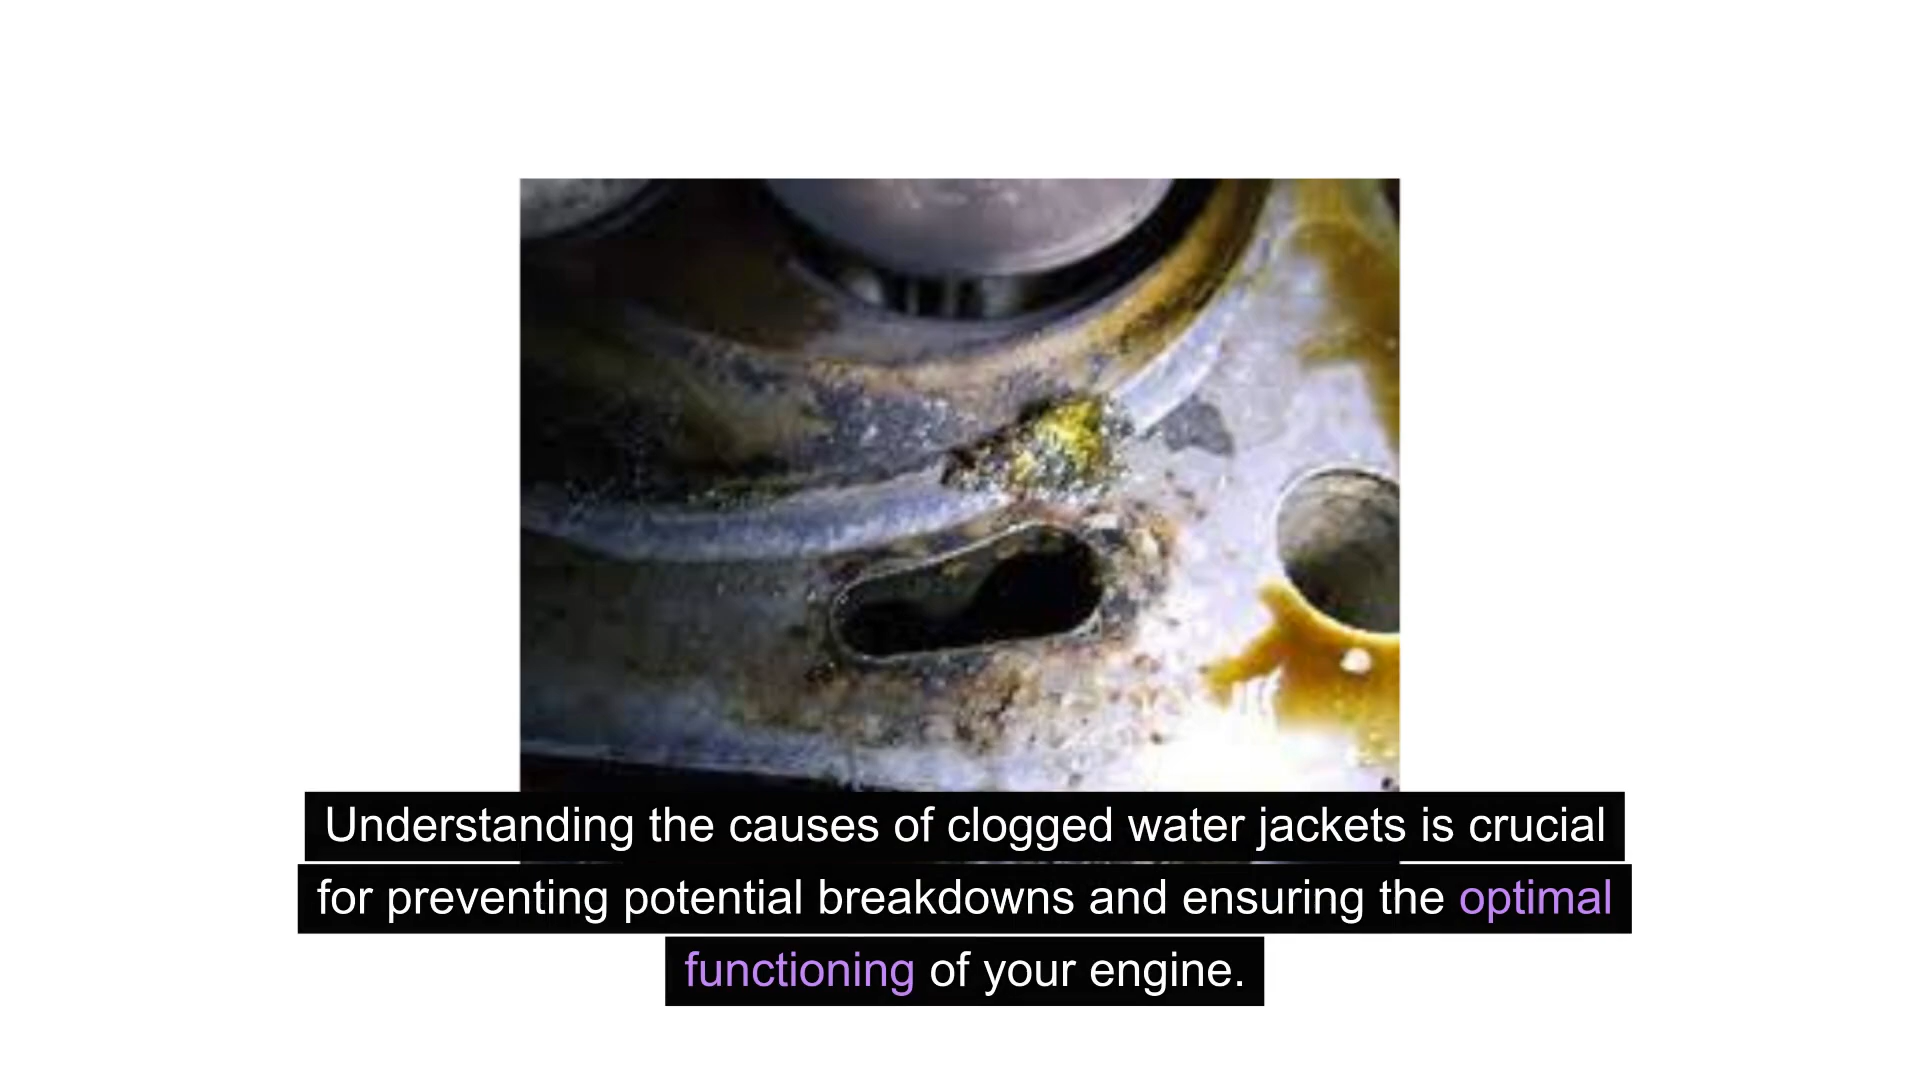 Understanding the causes of clogged water jackets is crucial
for preventing potential breakdowns and ensuring the optimal
functioning of your engine.